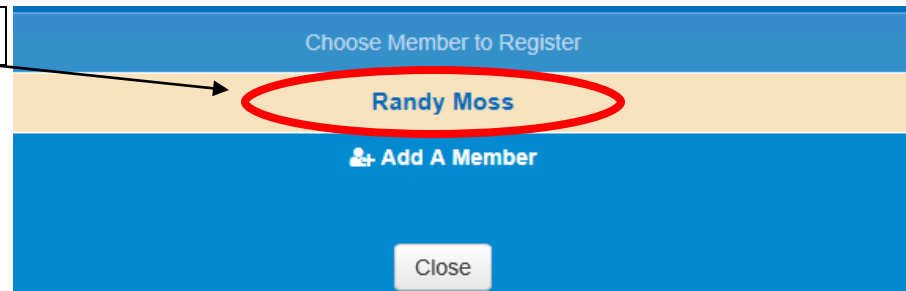 Choose Member to Register
Randy Moss
Add A Member
Close